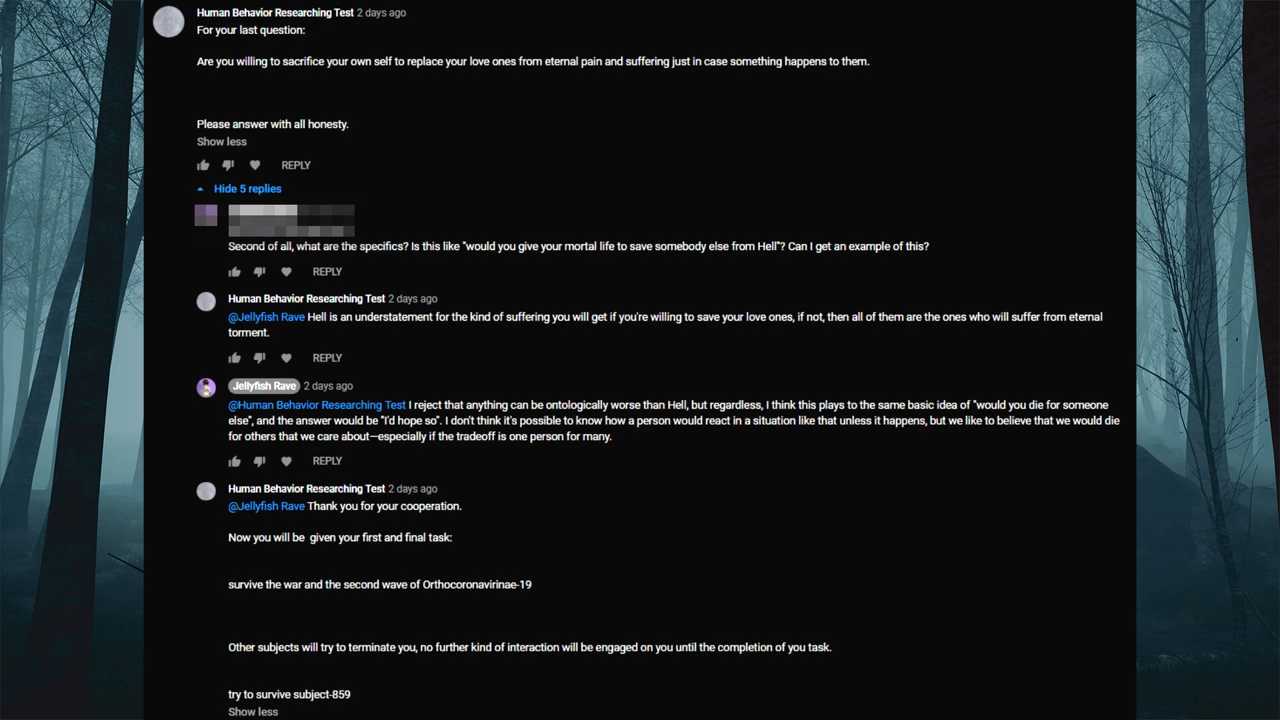 Human Behavior Researching Test 2 days ago
For your last question:
Are you willing to sacrifice your own self to replace your love ones from eternal pain and suffering just in case something happens to them.
Please answer with all honesty.
Show less
REPLY
Hide 5 replies
Second of all, what are the specifics? Is this like "would you give your mortal life to save somebody else from Hell"? Can I get an example of this?
REPLY
Human Behavior Researching Test 2 days ago
@Jellyfish Rave Hell is an understatement for the kind of suffering you will get if you're willing to save your love ones, if not, then all of them are the ones who will suffer from eternal
torment.
REPLY
Jellyfish Rave 2 days ago
@Human Behavior Researching Test I reject that anything can be ontologically worse than Hell, but regardless, I think this plays to the same basic idea of "would you die for someone
else", and the answer would be "I'd hope so". I don't think it's possible to know how a person would react in a situation like that unless it happens, but we like to believe that we would die
for others that we care about—especially if the tradeoff is one person for many.
REPLY
Human Behavior Researching Test 2 days ago
@Jellyfish Rave Thank you for your cooperation.
Now you will be given your first and final task:
survive the war and the second wave of Orthocoronavirinae-19
Other subjects will try to terminate you, no further kind of interaction will be engaged on you until the completion of you task.
try to survive subject-859
Show less